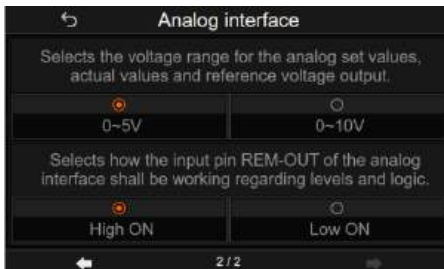 Analog interface
Selects the voltage range for the analog set values,
actual values and reference voltage output.
0~5V
0~10V
Selects how the input pin REM-OUT of the analog
interface shall be working regarding levels and logic.
High ON
Low ON
2/2